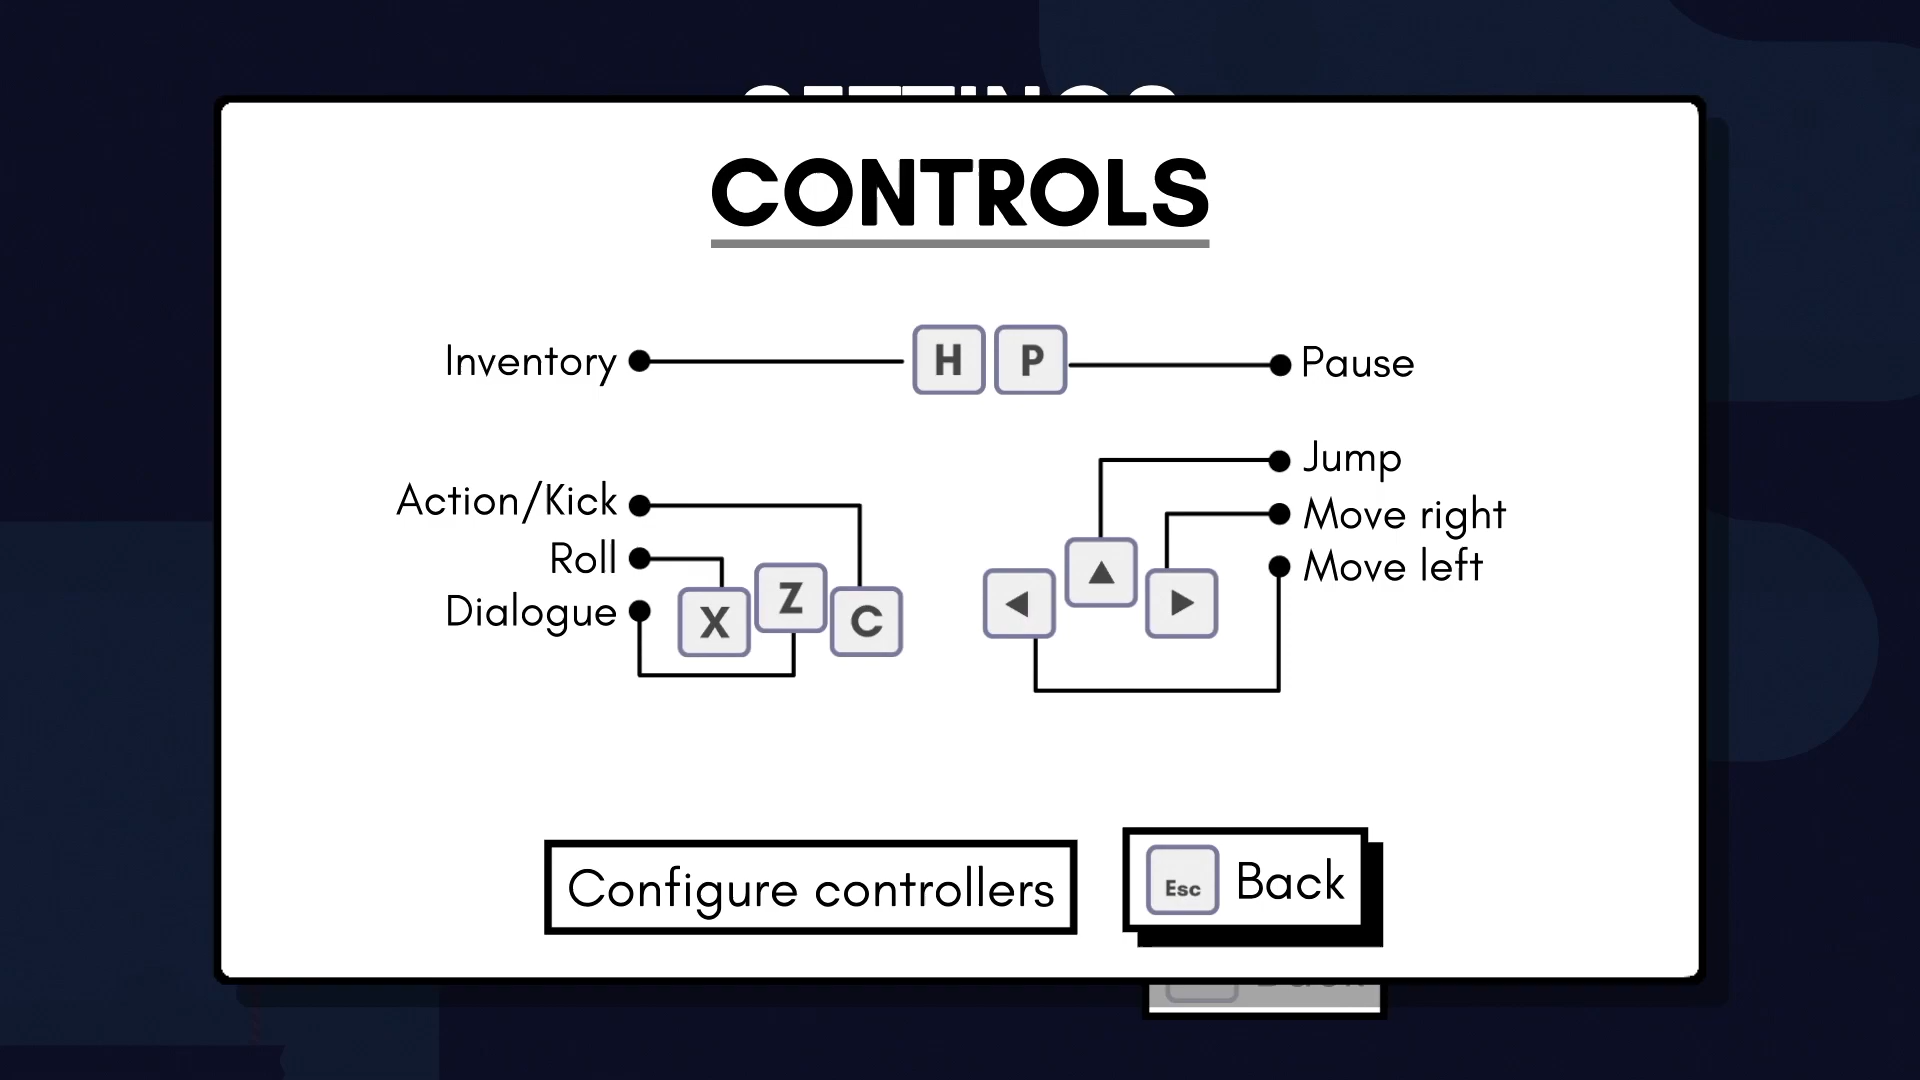 CONTROLS
Inventory
H
P
Pause
Jump
Action/Kick
Move right
Roll
Move left
Dialogue
X
Z
C
Configure controllers
Esc Back